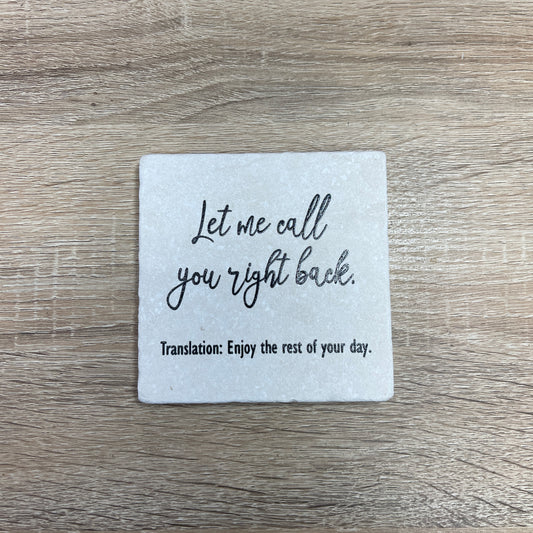 Let me call
you right back.
Translation: Enjoy the rest of your day.